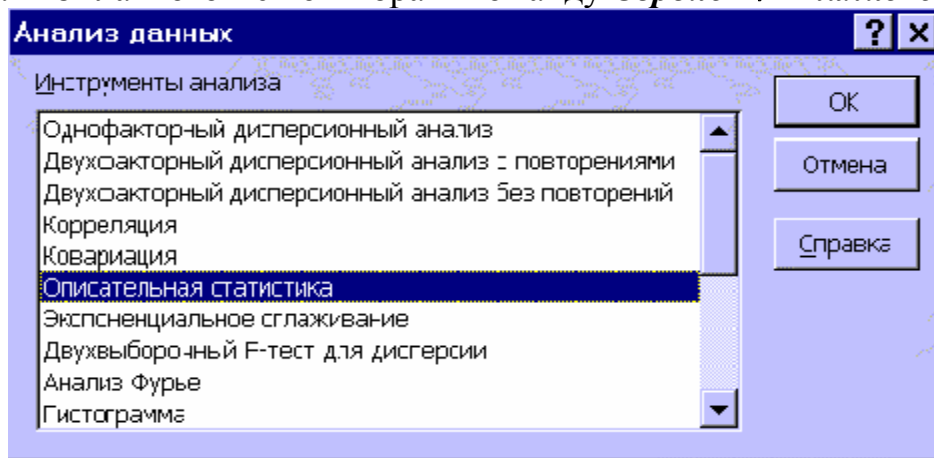 Анализ данных
Инструменты анализа
Однофакторный дисперсионный анализ
Двухфакторный дисперсионный анализ с повторениями
Двухфакторный дисперсионный анализ без повторений
Корреляция
Ковариация
Описательная статистика
Экспоненциальное сглаживание
Двухвыборочный F-тест для дисперсии
Анализ Фурье
Гистограмма
ОК
Отмена
Справка